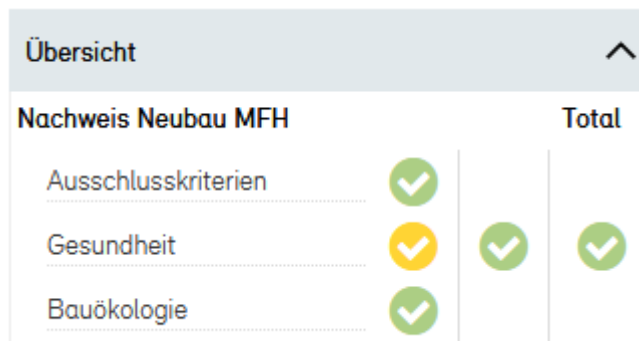 Übersicht
Nachweis Neubau MFH Total
Ausschlusskriterien
Gesundheit
Bauökologie